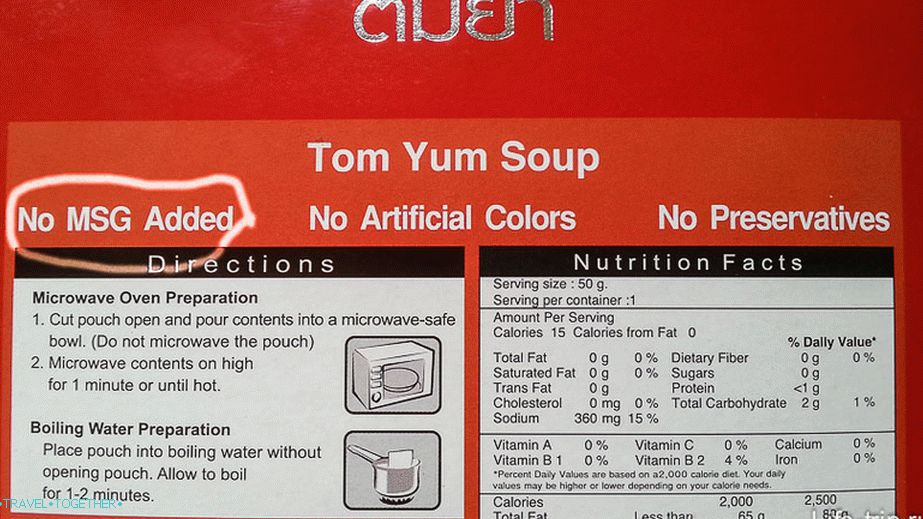 ต้มยำ
Tom Yum Soup
No MSG Added No Artificial Colors No Preservatives
Directions
Microwave Oven Preparation
1. Cut pouch open and pour contents into a microwave-safe
bowl. (Do not microwave the pouch)
2. Microwave contents on high
for 1 minute or until hot.
Boiling Water Preparation
Place pouch into boiling water without
opening pouch. Allow to boil
for 1-2 minutes.
Nutrition Facts
Serving size : 50 g.
Serving per container :1
Amount Per Serving
Calories 15 Calories from Fat 0
% Daily Value*
Total Fat 0 g 0 % Dietary Fiber 0 g 0 %
Saturated Fat 0 g 0 % Sugars 0 g
Trans Fat 0 g Protein <1 g
Cholesterol 0 mg 0 % Total Carbohydrate 2 g 1 %
Sodium 360 mg 15 %
Vitamin A 0 % Vitamin C 0 % Calcium 0 %
Vitamin B 1 0 % Vitamin B 2 4 % Iron 0 %
*Percent Daily Values are based on a2,000 calorie diet. Your daily
values may be higher or lower depending on your calorie needs.
Calories 2,000 2,500
Total Fat Less than 65 g 80 g
•TRAVEL•TOGETHER•